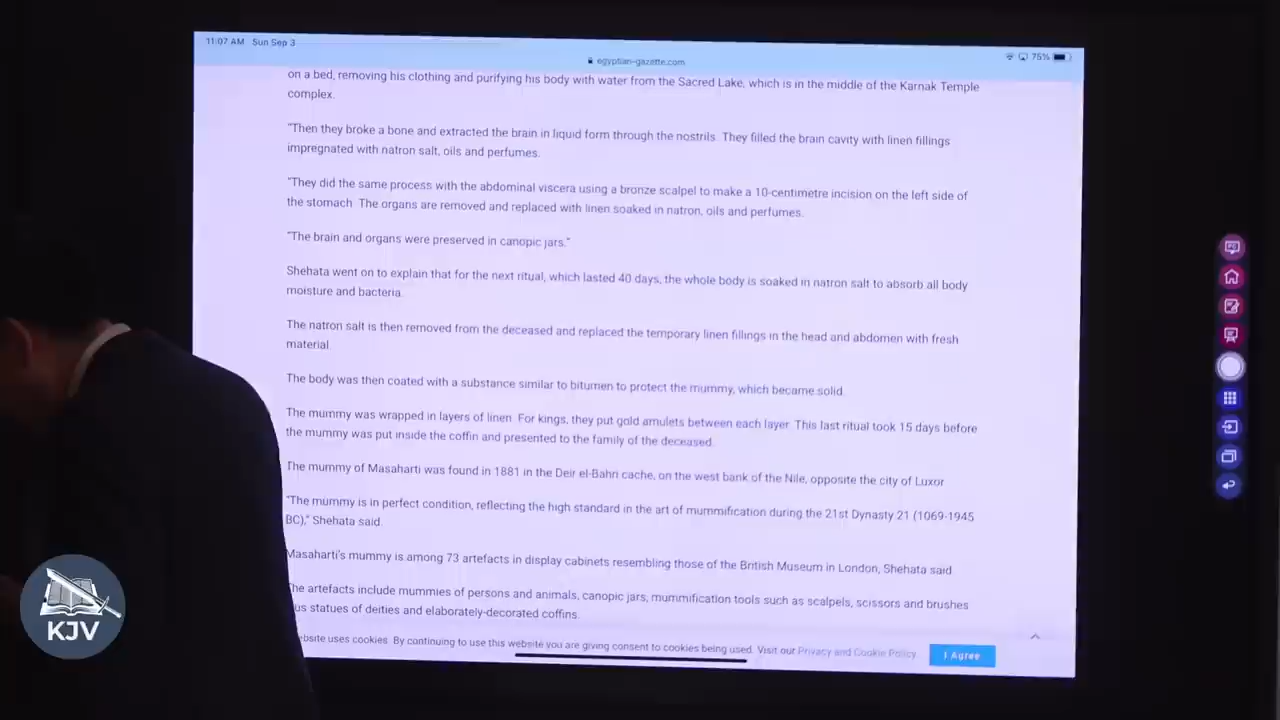 11:07 AM Sun Sep 3
egyptian-gazette.com
75%
on a bed, removing his clothing and purifying his body with water from the Sacred Lake, which is in the middle of the Karnak Temple
complex.
"Then they broke a bone and extracted the brain in liquid form through the nostrils. They filled the brain cavity with linen fillings
impregnated with natron salt, oils and perfumes.
"They did the same process with the abdominal viscera using a bronze scalpel to make a 10-centimetre incision on the left side of
the stomach. The organs are removed and replaced with linen soaked in natron, oils and perfumes.
"The brain and organs were preserved in canopic jars."
Shehata went on to explain that for the next ritual, which lasted 40 days, the whole body is soaked in natron salt to absorb all body
moisture and bacteria.
The natron salt is then removed from the deceased and replaced the temporary linen fillings in the head and abdomen with fresh
material.
The body was then coated with a substance similar to bitumen to protect the mummy, which became solid.
The mummy was wrapped in layers of linen. For kings, they put gold amulets between each layer. This last ritual took 15 days before
the mummy was put inside the coffin and presented to the family of the deceased.
The mummy of Masaharti was found in 1881 in the Deir el-Bahri cache, on the west bank of the Nile, opposite the city of Luxor
"The mummy is in perfect condition, reflecting the high standard in the art of mummification during the 21st Dynasty 21 (1069-1945
BC)," Shehata said.
Masaharti's mummy is among 73 artefacts in display cabinets resembling those of the British Museum in London, Shehata said
The artefacts include mummies of persons and animals, canopic jars, mummification tools such as scalpels, scissors and brushes
us statues of deities and elaborately-decorated coffins.
ebsite uses cookies. By continuing to use this website you are giving consent to cookies being used. Visit our Privacy and Cookie Policy.
I Agree
KJV